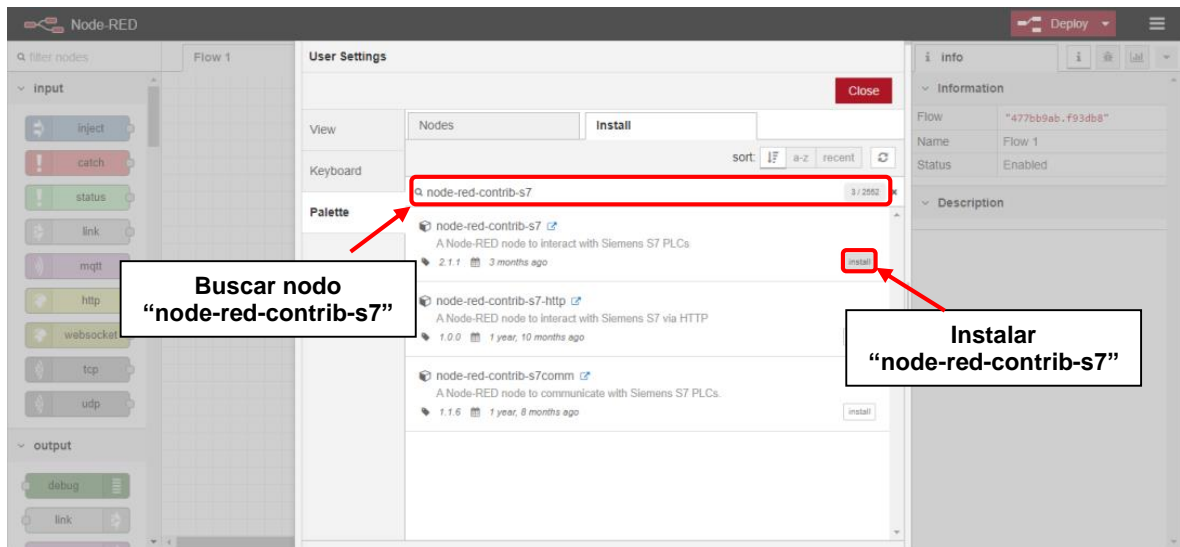 Node-RED
Deploy
filter nodes
Flow 1
input
inject
catch
status
link
mqtt
http
websocket
tcp
udp
output
debug
link
User Settings
Close
View
Keyboard
Palette
Nodes
Install
sort:
a-z
recent
node-red-contrib-s7
3 / 2552
node-red-contrib-s7
A Node-RED node to interact with Siemens S7 PLCs
2.1.1 3 months ago
install
node-red-contrib-s7-http
A Node-RED node to interact with Siemens S7 via HTTP
1.0.0 1 year, 10 months ago
node-red-contrib-s7comm
A Node-RED node to communicate with Siemens S7 PLCs.
1.1.6 1 year, 8 months ago
install
Buscar nodo
“node-red-contrib-s7”
Instalar
“node-red-contrib-s7”
i info
i
Information
Flow "477bb9ab.f93db8"
Name Flow 1
Status Enabled
Description